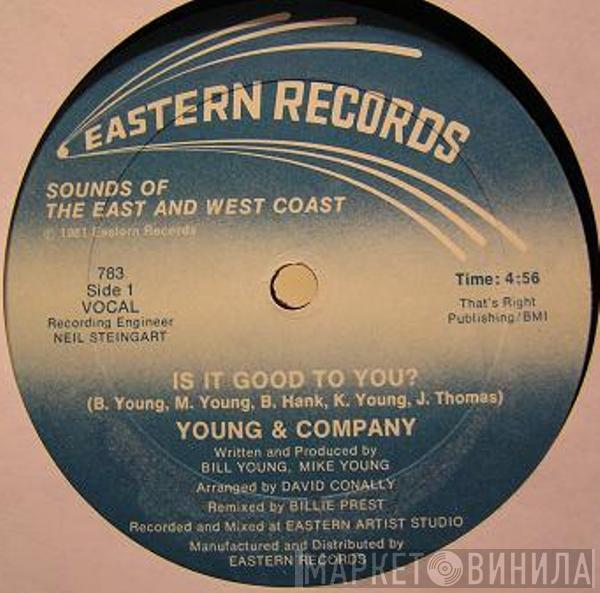 EASTERN RECORDS
SOUNDS OF
THE EAST AND WEST COAST
℗ 1981 Eastern Records
783
Side 1
VOCAL
Recording Engineer
NEIL STEINGART
Time: 4:56
That's Right
Publishing/BMI
IS IT GOOD TO YOU?
(B. Young, M. Young, B. Hank, K. Young, J. Thomas)
YOUNG & COMPANY
Written and Produced by
BILL YOUNG, MIKE YOUNG
Arranged by DAVID CONALLY
Remixed by BILLIE PREST
Recorded and Mixed at EASTERN ARTIST STUDIO
Manufactured and Distributed by
EASTERN RECORDS
МАРКЕТ ВИНИЛА